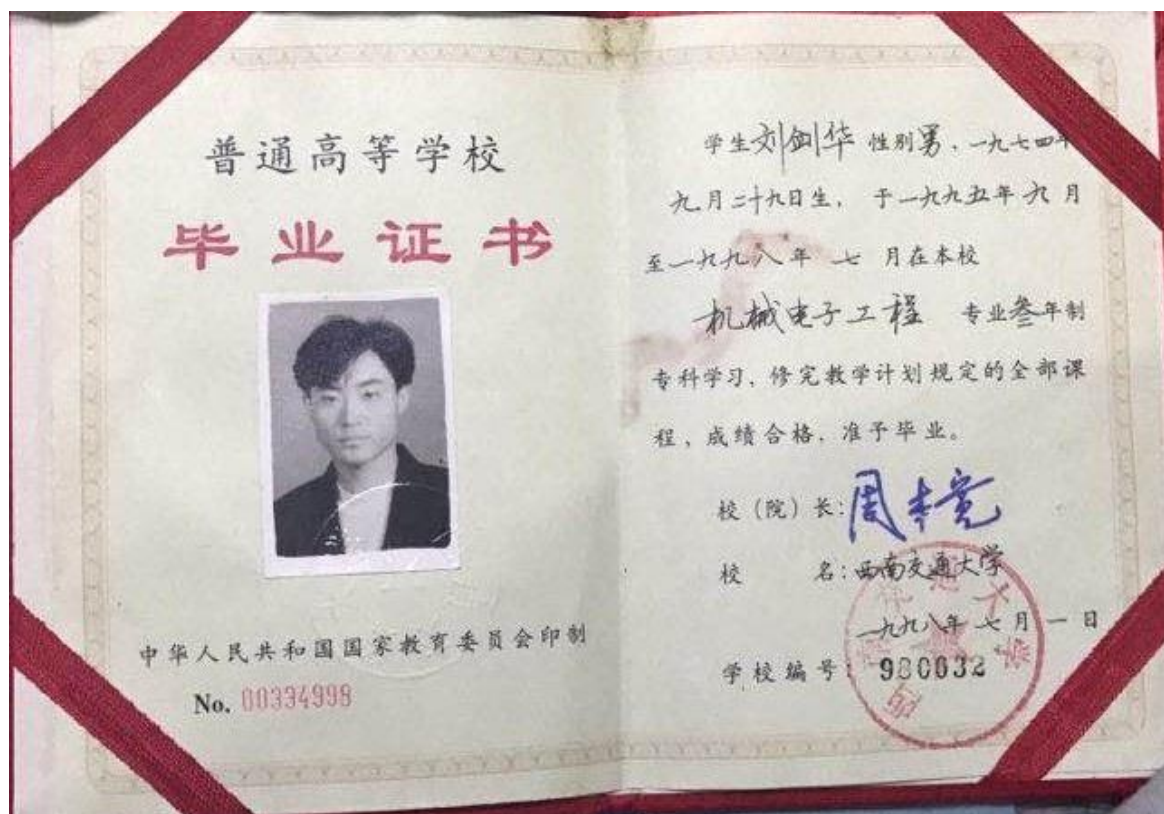 普通高等学校
毕业证书
中华人民共和国国家教育委员会印制
No. 00334998
学生刘剑华 性别男，一九七四年
九月二十九日生，于一九九五年九月
至一九九八年 七 月在本校
机械电子工程 专业叁年制
专科学习，修完教学计划规定的全部课
程，成绩合格，准予毕业。
校（院）长：周本宽
校 名：西南交通大学
一九九八年七月一日
学校编号：980032